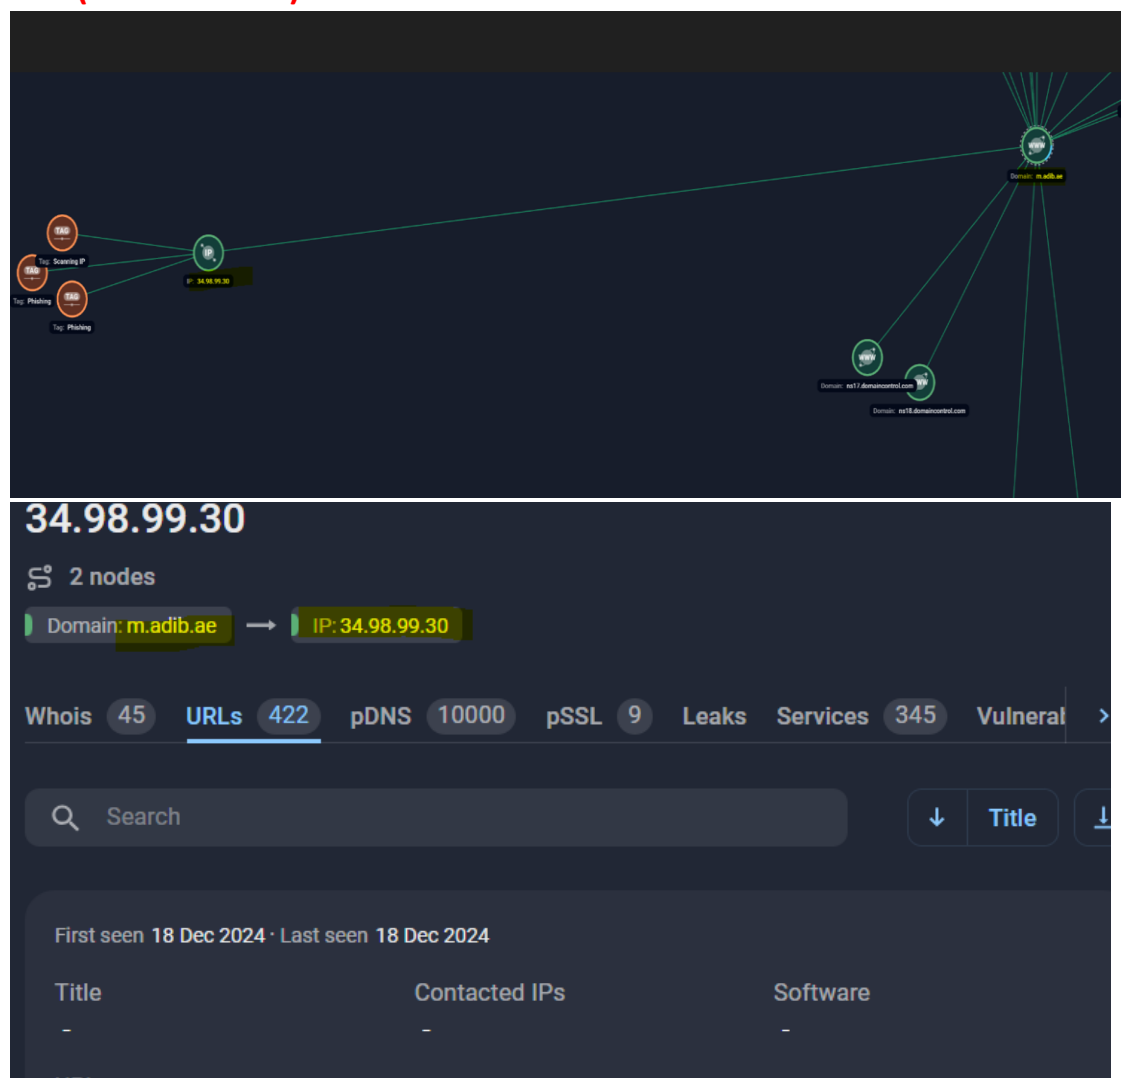 WWW
Domain: m.adib.ae
TAG
Tag: Scanning IP
IP
TAG
IP: 34.98.99.30
Tag: Phishing
TAG
Tag: Phishing
WWW
Domain: ns17.domaincontrol.com
Domain: ns18.domaincontrol.com
34.98.99.30
2 nodes
Domain: m.adib.ae → IP: 34.98.99.30
Whois 45 URLs 422 pDNS 10000 pSSL 9 Leaks Services 345 Vulneral
Search
Title
First seen 18 Dec 2024 · Last seen 18 Dec 2024
Title Contacted IPs Software
- - -